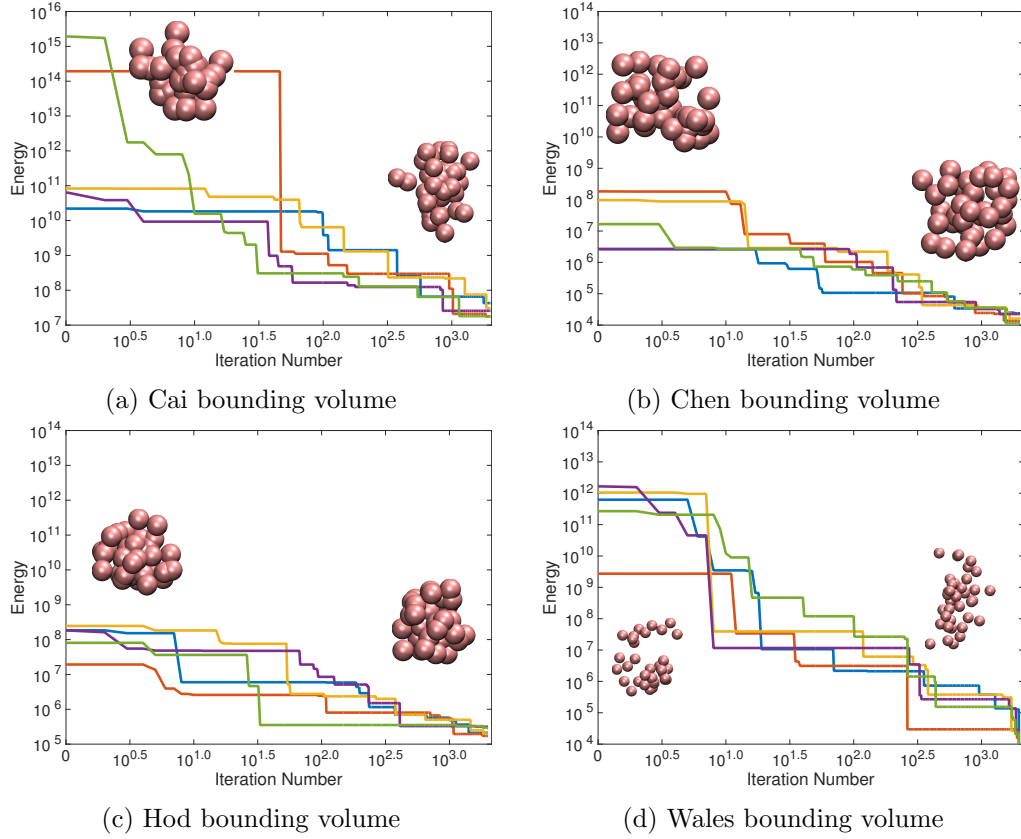 10^16
10^15
10^14
10^13
10^12
10^11
10^10
10^9
10^8
10^7
Energy
0 10^0.5 10^1.0 10^1.5 10^2.0 10^2.5 10^3.0
Iteration Number
(a) Cai bounding volume
10^14
10^13
10^12
10^11
10^10
10^9
10^8
10^7
10^6
10^5
10^4
Energy
0 10^0.5 10^1.0 10^1.5 10^2.0 10^2.5 10^3.0
Iteration Number
(b) Chen bounding volume
10^14
10^13
10^12
10^11
10^10
10^9
10^8
10^7
10^6
10^5
Energy
0 10^0.5 10^1.0 10^1.5 10^2.0 10^2.5 10^3.0
Iteration Number
(c) Hod bounding volume
10^14
10^13
10^12
10^11
10^10
10^9
10^8
10^7
10^6
10^5
10^4
Energy
0 10^0.5 10^1.0 10^1.5 10^2.0 10^2.5 10^3.0
Iteration Number
(d) Wales bounding volume